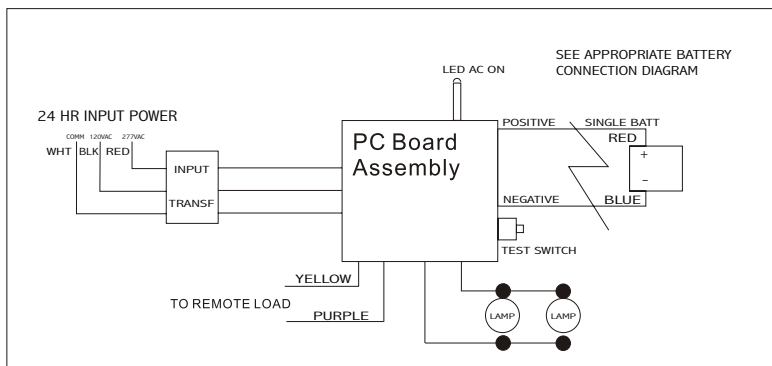 SEE APPROPRIATE BATTERY
CONNECTION DIAGRAM
LED AC ON
24 HR INPUT POWER
COMM 120VAC 277VAC
WHT BLK RED
INPUT
TRANSF
PC Board
Assembly
POSITIVE SINGLE BATT
RED
+
-
NEGATIVE BLUE
TEST SWITCH
YELLOW
TO REMOTE LOAD
PURPLE
LAMP LAMP